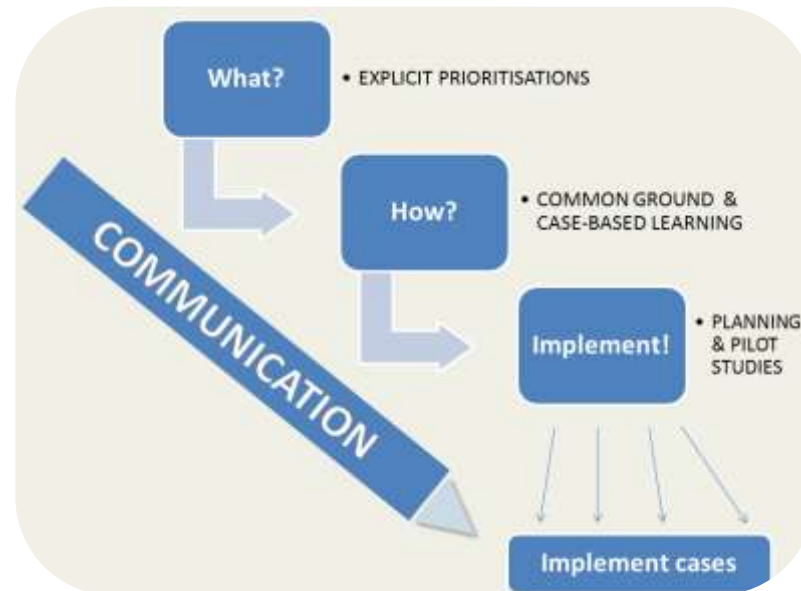 What?
• EXPLICIT PRIORITISATIONS
How?
• COMMON GROUND &
CASE-BASED LEARNING
COMMUNICATION
Implement!
• PLANNING
& PILOT
STUDIES
Implement cases